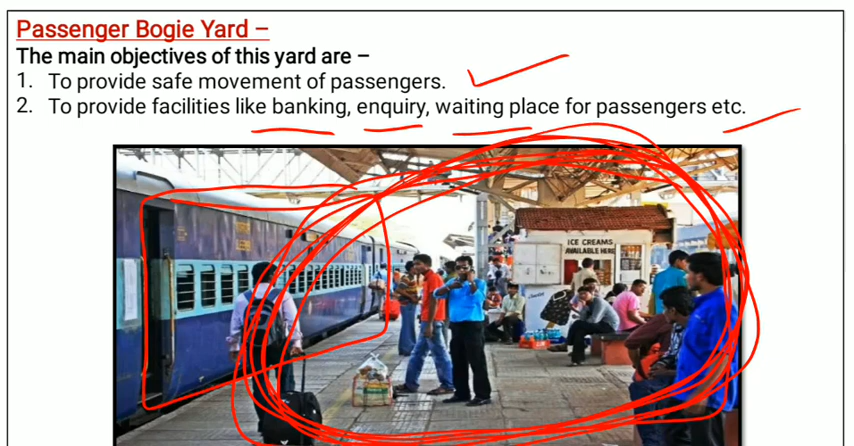 Passenger Bogie Yard –
The main objectives of this yard are –
1. To provide safe movement of passengers.
2. To provide facilities like banking, enquiry, waiting place for passengers etc.
ICE CREAMS
AVAILABLE HERE